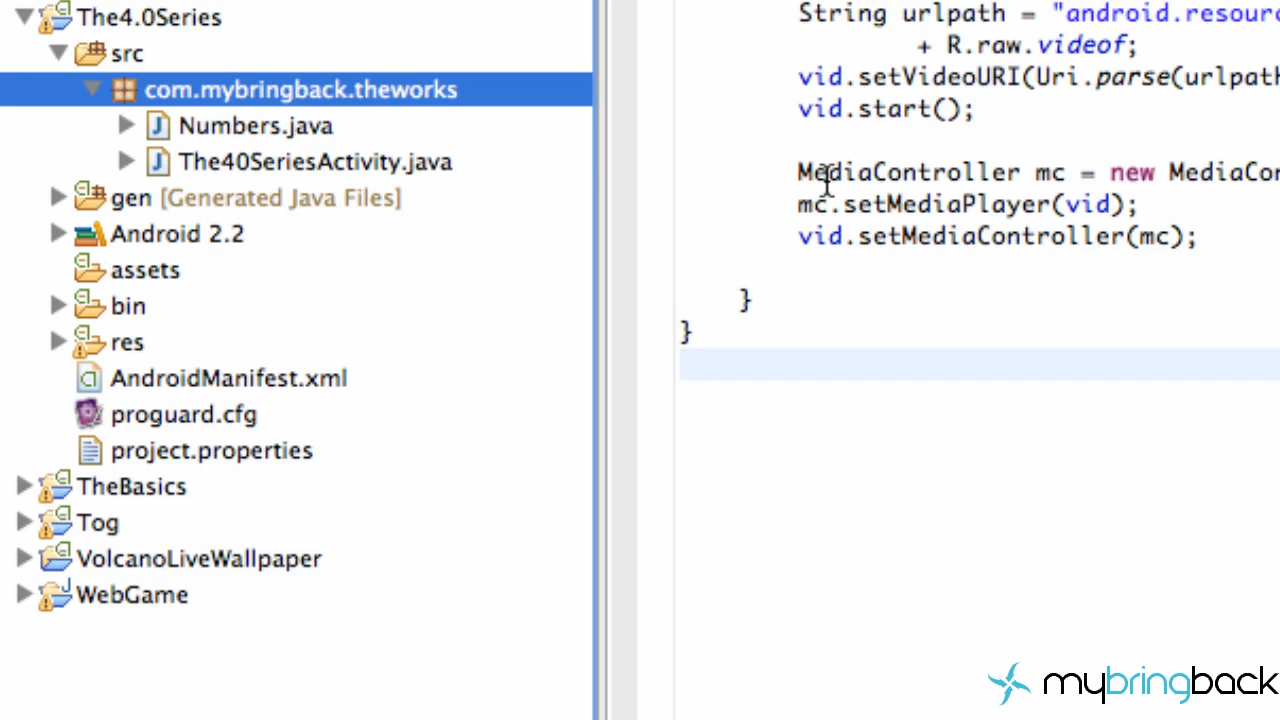 The4.0Series
src
com.mybringback.theworks
Numbers.java
The40SeriesActivity.java
gen [Generated Java Files]
Android 2.2
assets
bin
res
AndroidManifest.xml
proguard.cfg
project.properties
TheBasics
Tog
VolcanoLiveWallpaper
WebGame
String urlpath = "android.resour
+ R.raw.videof;
vid.setVideoURI(Uri.parse(urlpath
vid.start();
MediaController mc = new MediaCon
mc.setMediaPlayer(vid);
vid.setMediaController(mc);
}
}
mybringback